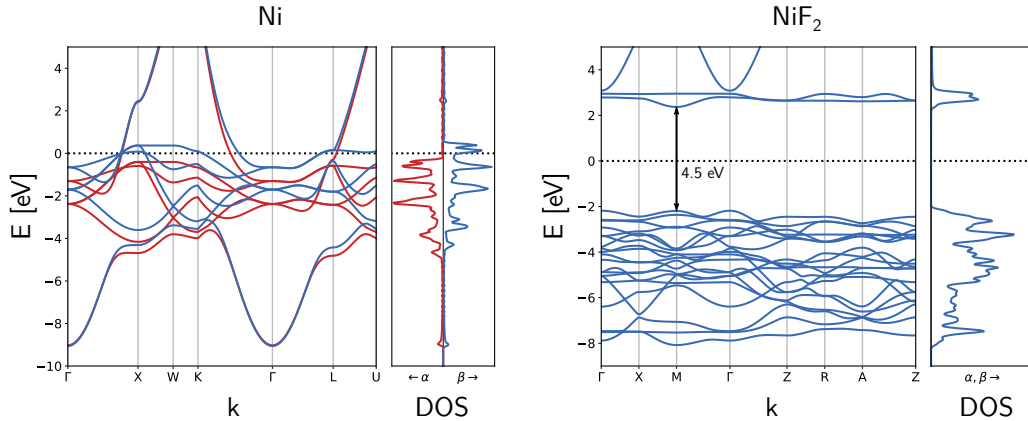 Ni
E [eV]
4
2
0
−2
−4
−6
−8
−10
Γ X W K Γ L U
k
←α β→
DOS
NiF₂
E [eV]
4
2
0
−2
−4
−6
−8
4.5 eV
Γ X M Γ Z R A Z
k
α, β→
DOS